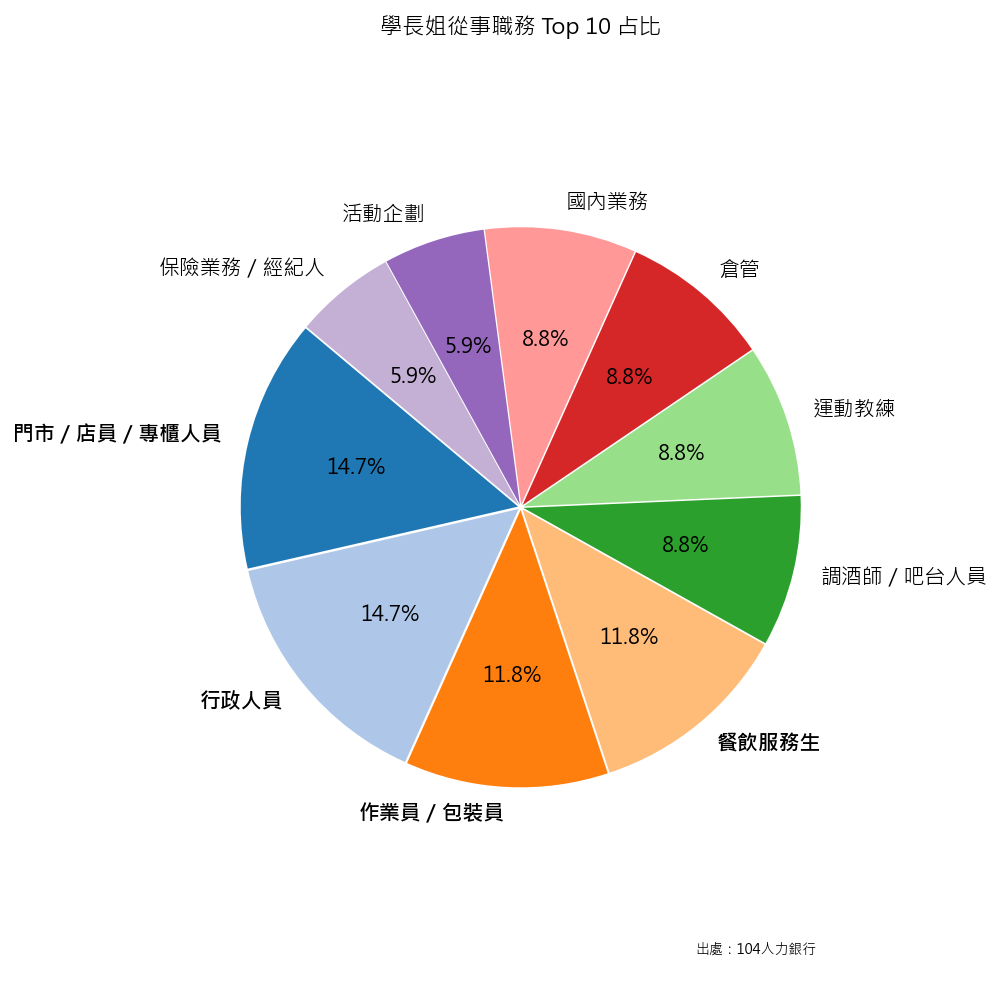 學長姐從事職務 Top 10 占比
國內業務
活動企劃
保險業務 / 經紀人
倉管
8.8%
5.9%
8.8%
5.9%
運動教練
門市 / 店員 / 專櫃人員
8.8%
14.7%
8.8%
調酒師 / 吧台人員
14.7%
11.8%
11.8%
行政人員
餐飲服務生
作業員 / 包裝員
出處：104人力銀行